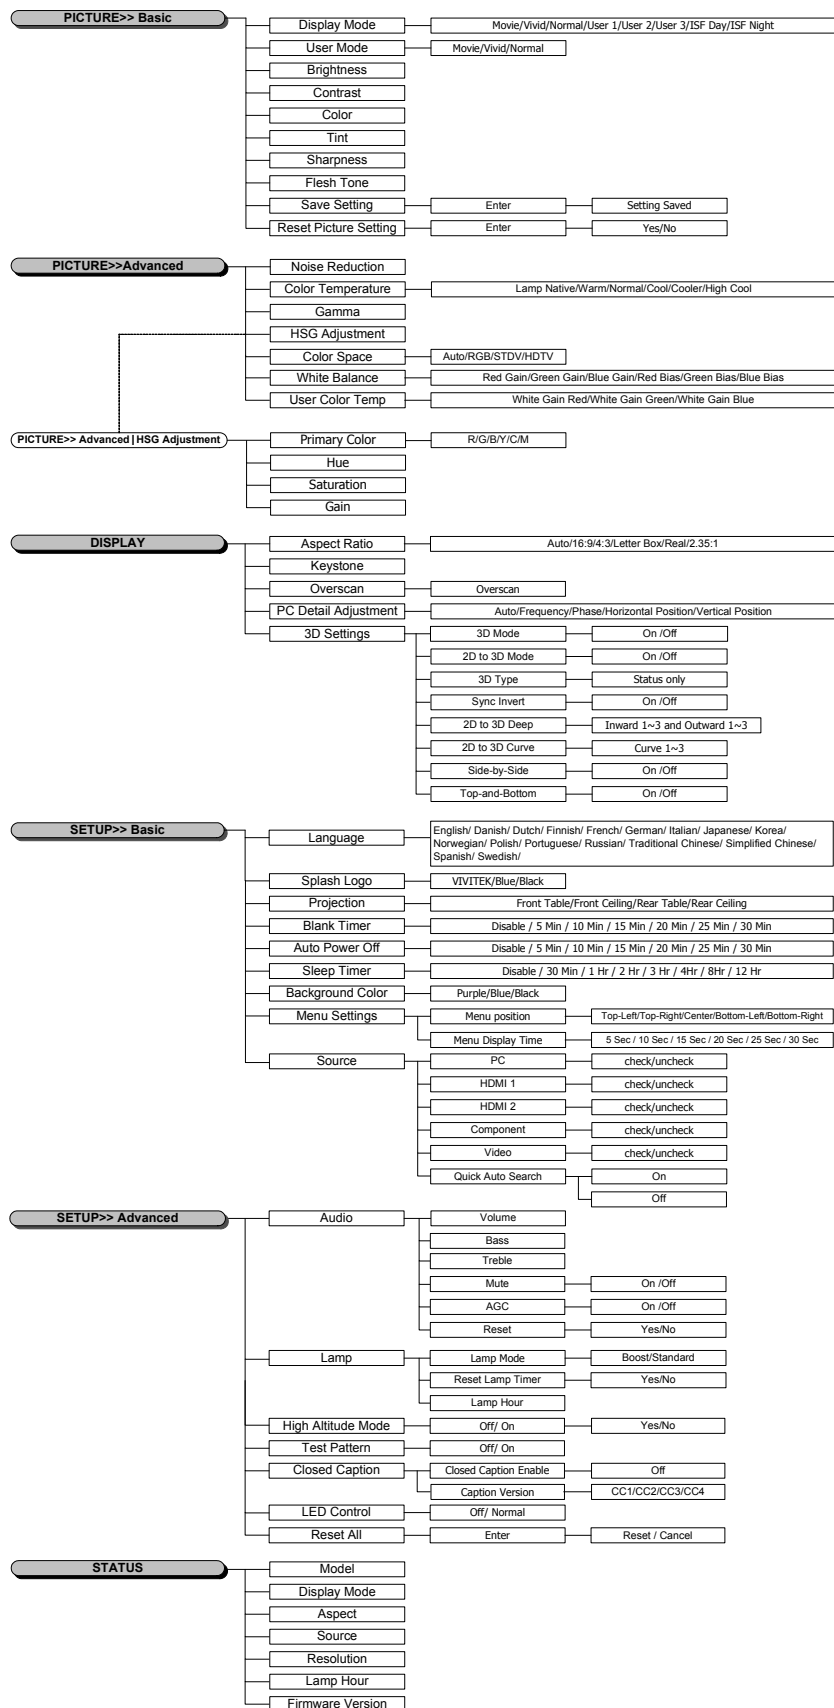 PICTURE>> Basic
Display Mode
Movie/Vivid/Normal/User 1/User 2/User 3/ISF Day/ISF Night
User Mode
Movie/Vivid/Normal
Brightness
Contrast
Color
Tint
Sharpness
Flesh Tone
Save Setting
Enter
Setting Saved
Reset Picture Setting
Enter
Yes/No
PICTURE>>Advanced
Noise Reduction
Color Temperature
Lamp Native/Warm/Normal/Cool/Cooler/High Cool
Gamma
HSG Adjustment
Color Space
Auto/RGB/STDV/HDTV
White Balance
Red Gain/Green Gain/Blue Gain/Red Bias/Green Bias/Blue Bias
User Color Temp
White Gain Red/White Gain Green/White Gain Blue
PICTURE>> Advanced | HSG Adjustment
Primary Color
R/G/B/Y/C/M
Hue
Saturation
Gain
DISPLAY
Aspect Ratio
Auto/16:9/4:3/Letter Box/Real/2.35:1
Keystone
Overscan
Overscan
PC Detail Adjustment
Auto/Frequency/Phase/Horizontal Position/Vertical Position
3D Settings
3D Mode
On /Off
2D to 3D Mode
On /Off
3D Type
Status only
Sync Invert
On /Off
2D to 3D Deep
Inward 1~3 and Outward 1~3
2D to 3D Curve
Curve 1~3
Side-by-Side
On /Off
Top-and-Bottom
On /Off
SETUP>> Basic
Language
English/ Danish/ Dutch/ Finnish/ French/ German/ Italian/ Japanese/ Korea/
Norwegian/ Polish/ Portuguese/ Russian/ Traditional Chinese/ Simplified Chinese/
Spanish/ Swedish/
Splash Logo
VIVITEK/Blue/Black
Projection
Front Table/Front Ceiling/Rear Table/Rear Ceiling
Blank Timer
Disable / 5 Min / 10 Min / 15 Min / 20 Min / 25 Min / 30 Min
Auto Power Off
Disable / 5 Min / 10 Min / 15 Min / 20 Min / 25 Min / 30 Min
Sleep Timer
Disable / 30 Min / 1 Hr / 2 Hr / 3 Hr / 4Hr / 8Hr / 12 Hr
Background Color
Purple/Blue/Black
Menu Settings
Menu position
Top-Left/Top-Right/Center/Bottom-Left/Bottom-Right
Menu Display Time
5 Sec / 10 Sec / 15 Sec / 20 Sec / 25 Sec / 30 Sec
Source
PC
check/uncheck
HDMI 1
check/uncheck
HDMI 2
check/uncheck
Component
check/uncheck
Video
check/uncheck
Quick Auto Search
On
Off
SETUP>> Advanced
Audio
Volume
Bass
Treble
Mute
On /Off
AGC
On /Off
Reset
Yes/No
Lamp
Lamp Mode
Boost/Standard
Reset Lamp Timer
Yes/No
Lamp Hour
High Altitude Mode
Off/ On
Yes/No
Test Pattern
Off/ On
Closed Caption
Closed Caption Enable
Off
Caption Version
CC1/CC2/CC3/CC4
LED Control
Off/ Normal
Reset All
Enter
Reset / Cancel
STATUS
Model
Display Mode
Aspect
Source
Resolution
Lamp Hour
Firmware Version